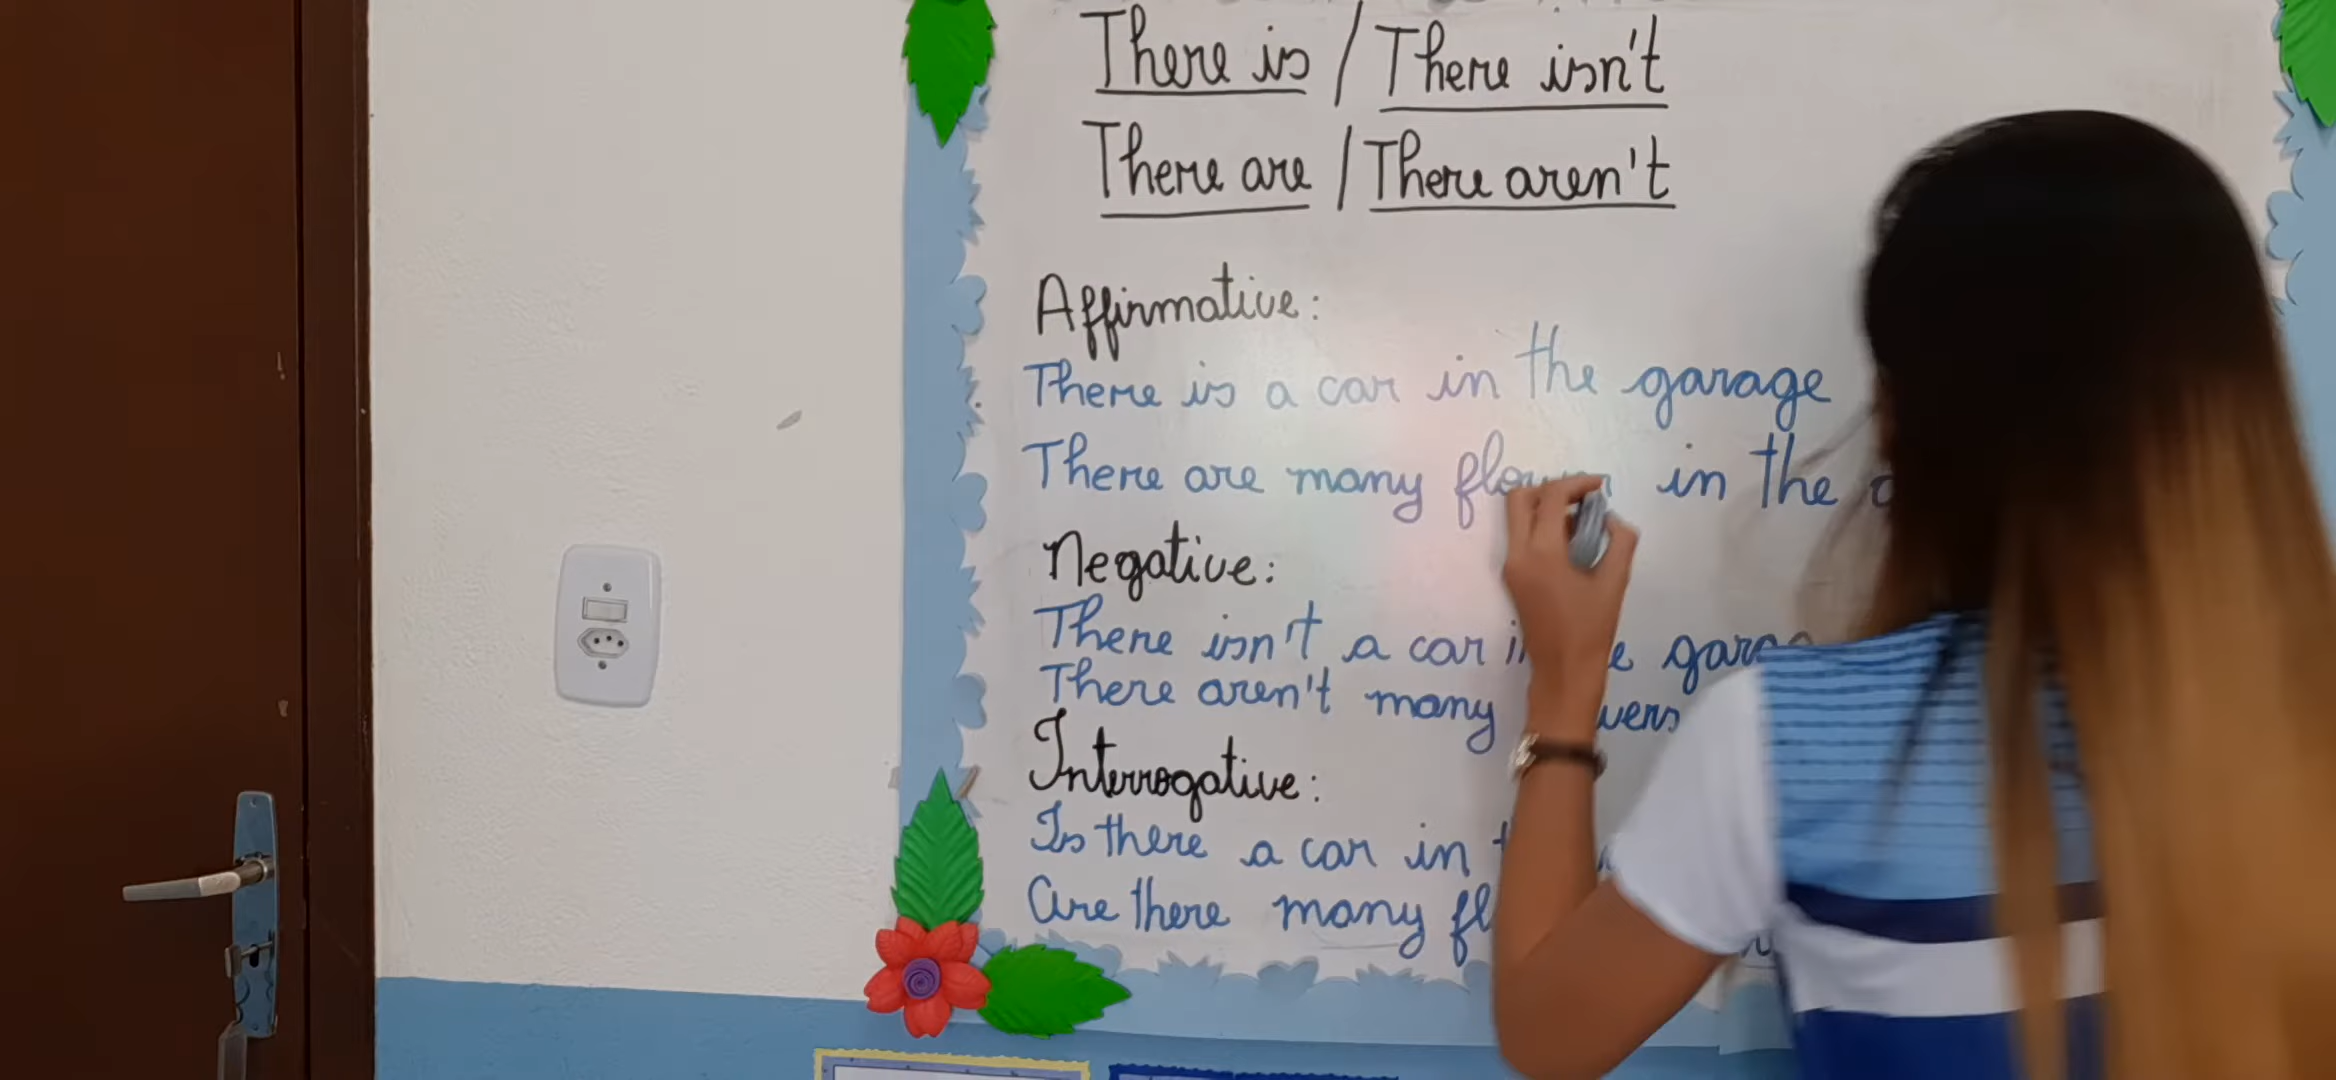 There is / There isn't
There are / There aren't
Affirmative:
There is a car in the garage
There are many in the
Negative:
There isn't a car
There aren't many
Interrogative:
Is there a car in
Are there many